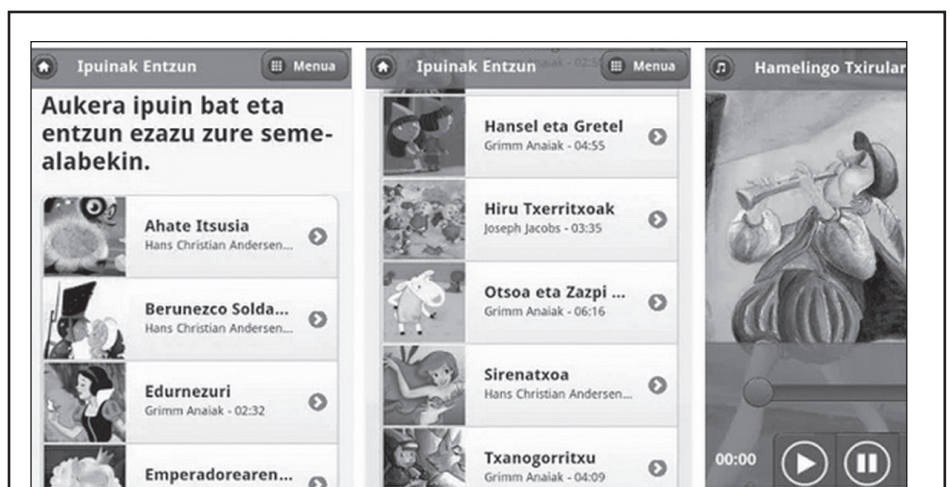 Ipuinak Entzun
Menua
Aukera ipuin bat eta
entzun ezazu zure seme-
alabekin.
Ahate Itsusia
Hans Christian Andersen...
Berunezco Solda...
Hans Christian Andersen...
Edurnezuri
Grimm Anaiak - 02:32
Emperadorearen...
Ipuinak Entzun
Menua
Hansel eta Gretel
Grimm Anaiak - 04:55
Hiru Txerritxoak
Joseph Jacobs - 03:35
Otsoa eta Zazpi ...
Grimm Anaiak - 06:16
Sirenatxoa
Hans Christian Andersen...
Txanogorritxu
Grimm Anaiak - 04:09
Hamelingo Txirular
00:00